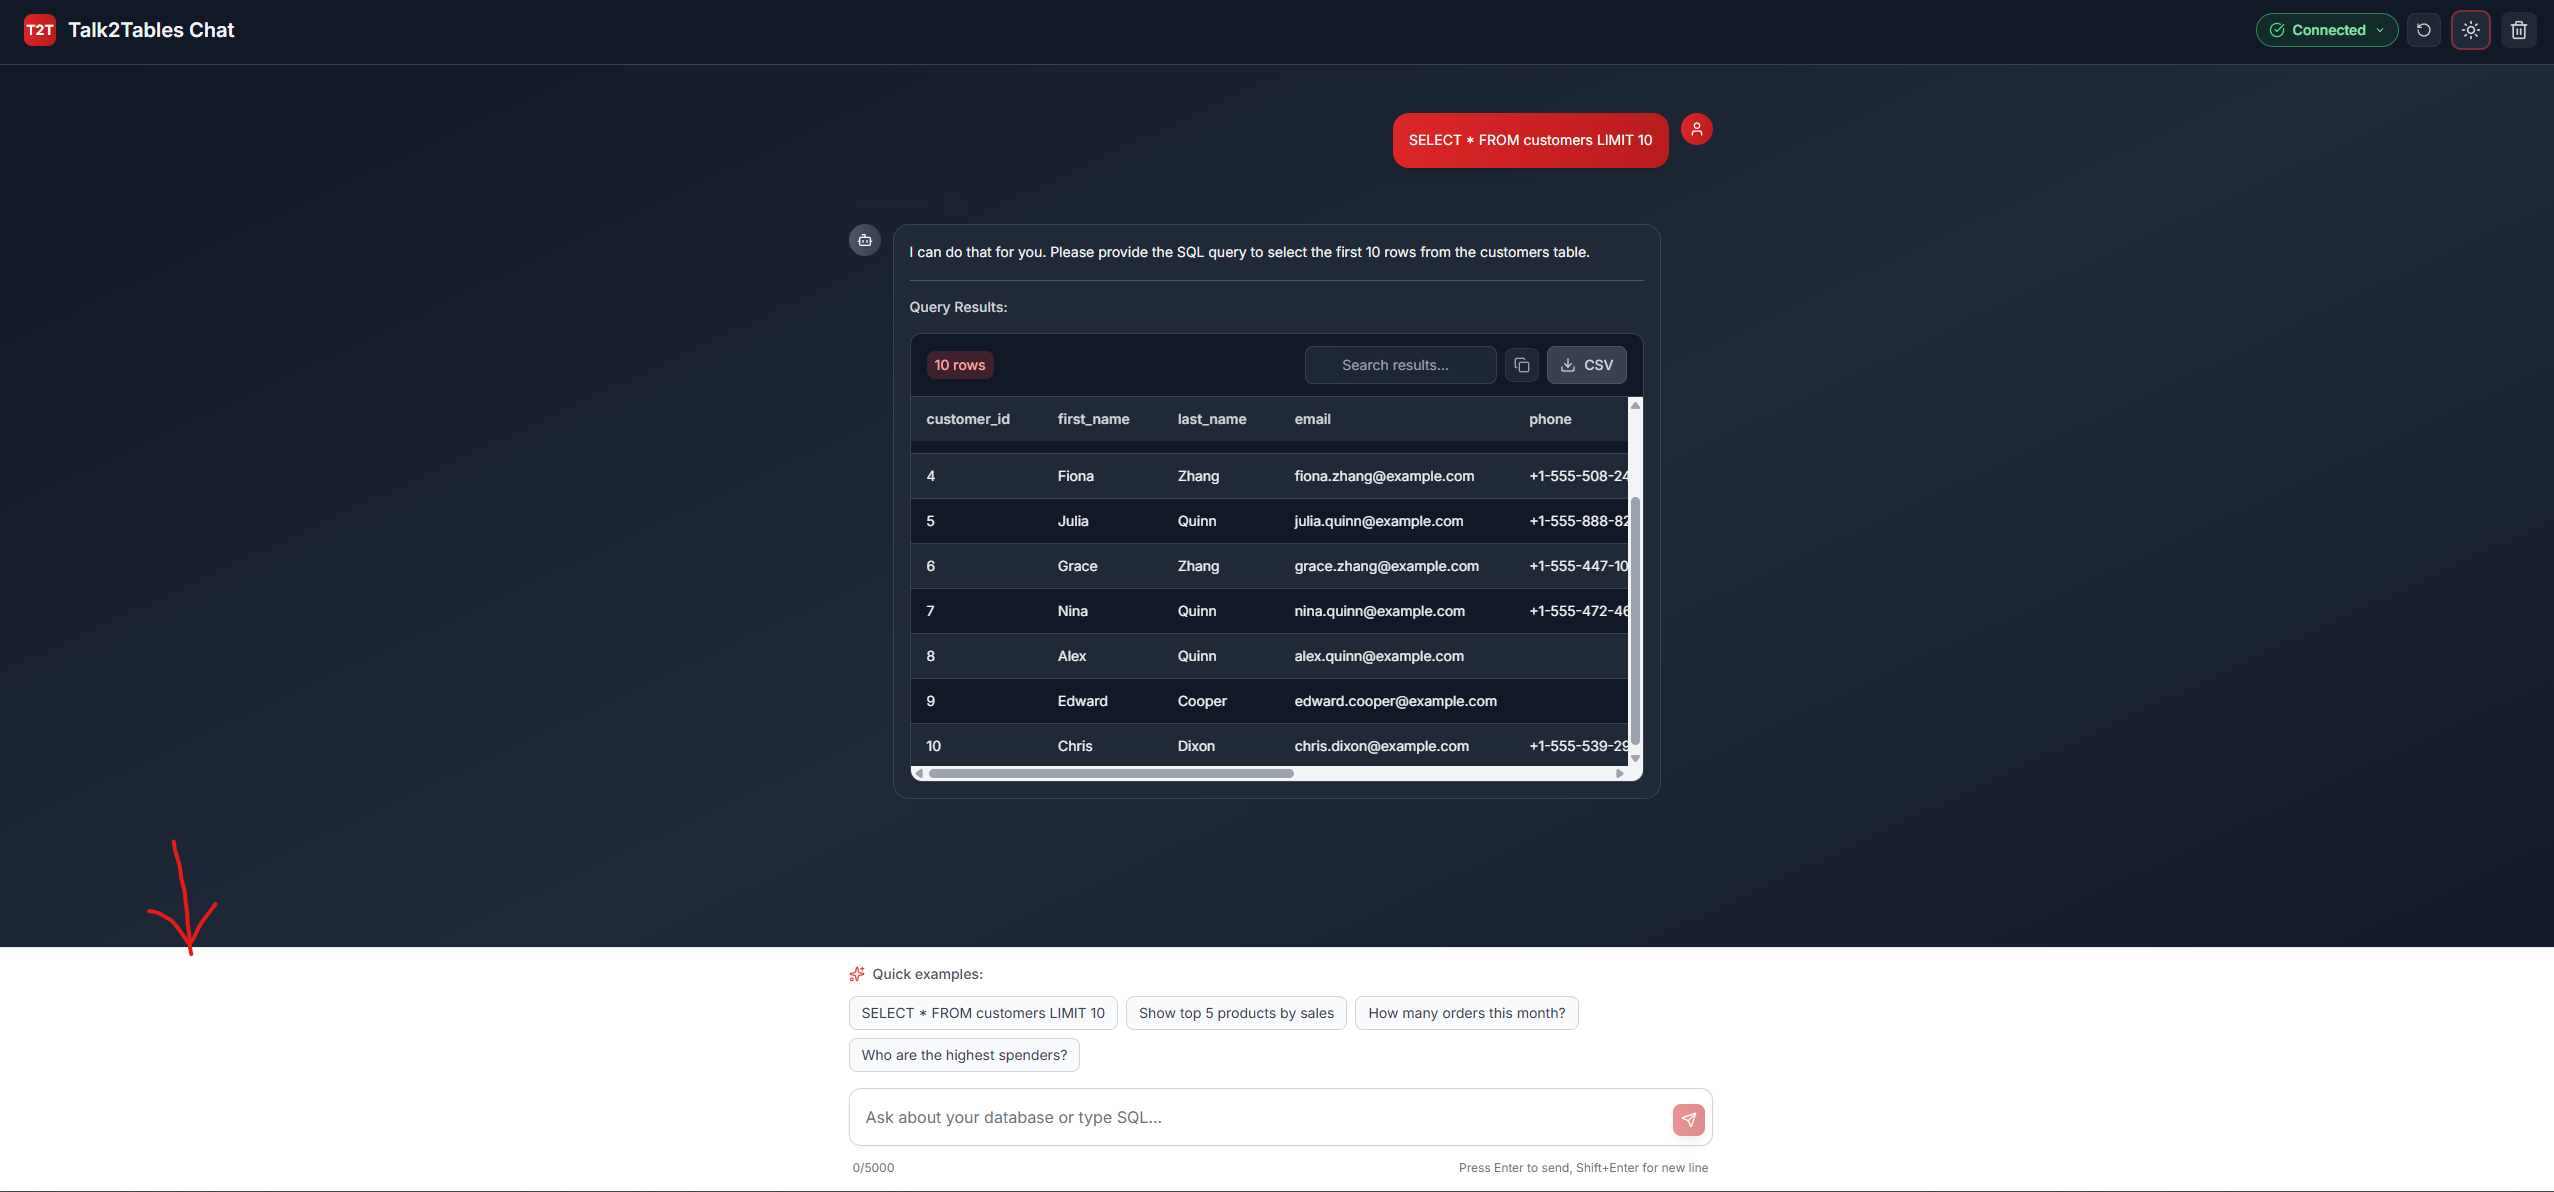 T2T Talk2Tables Chat Connected
SELECT * FROM customers LIMIT 10
I can do that for you. Please provide the SQL query to select the first 10 rows from the customers table.
Query Results:
10 rows Search results... CSV
customer_id first_name last_name email phone
4 Fiona Zhang fiona.zhang@example.com +1-555-508-24
5 Julia Quinn julia.quinn@example.com +1-555-888-82
6 Grace Zhang grace.zhang@example.com +1-555-447-10
7 Nina Quinn nina.quinn@example.com +1-555-472-46
8 Alex Quinn alex.quinn@example.com
9 Edward Cooper edward.cooper@example.com
10 Chris Dixon chris.dixon@example.com +1-555-539-29
Quick examples:
SELECT * FROM customers LIMIT 10 Show top 5 products by sales How many orders this month?
Who are the highest spenders?
Ask about your database or type SQL...
0/5000 Press Enter to send, Shift+Enter for new line